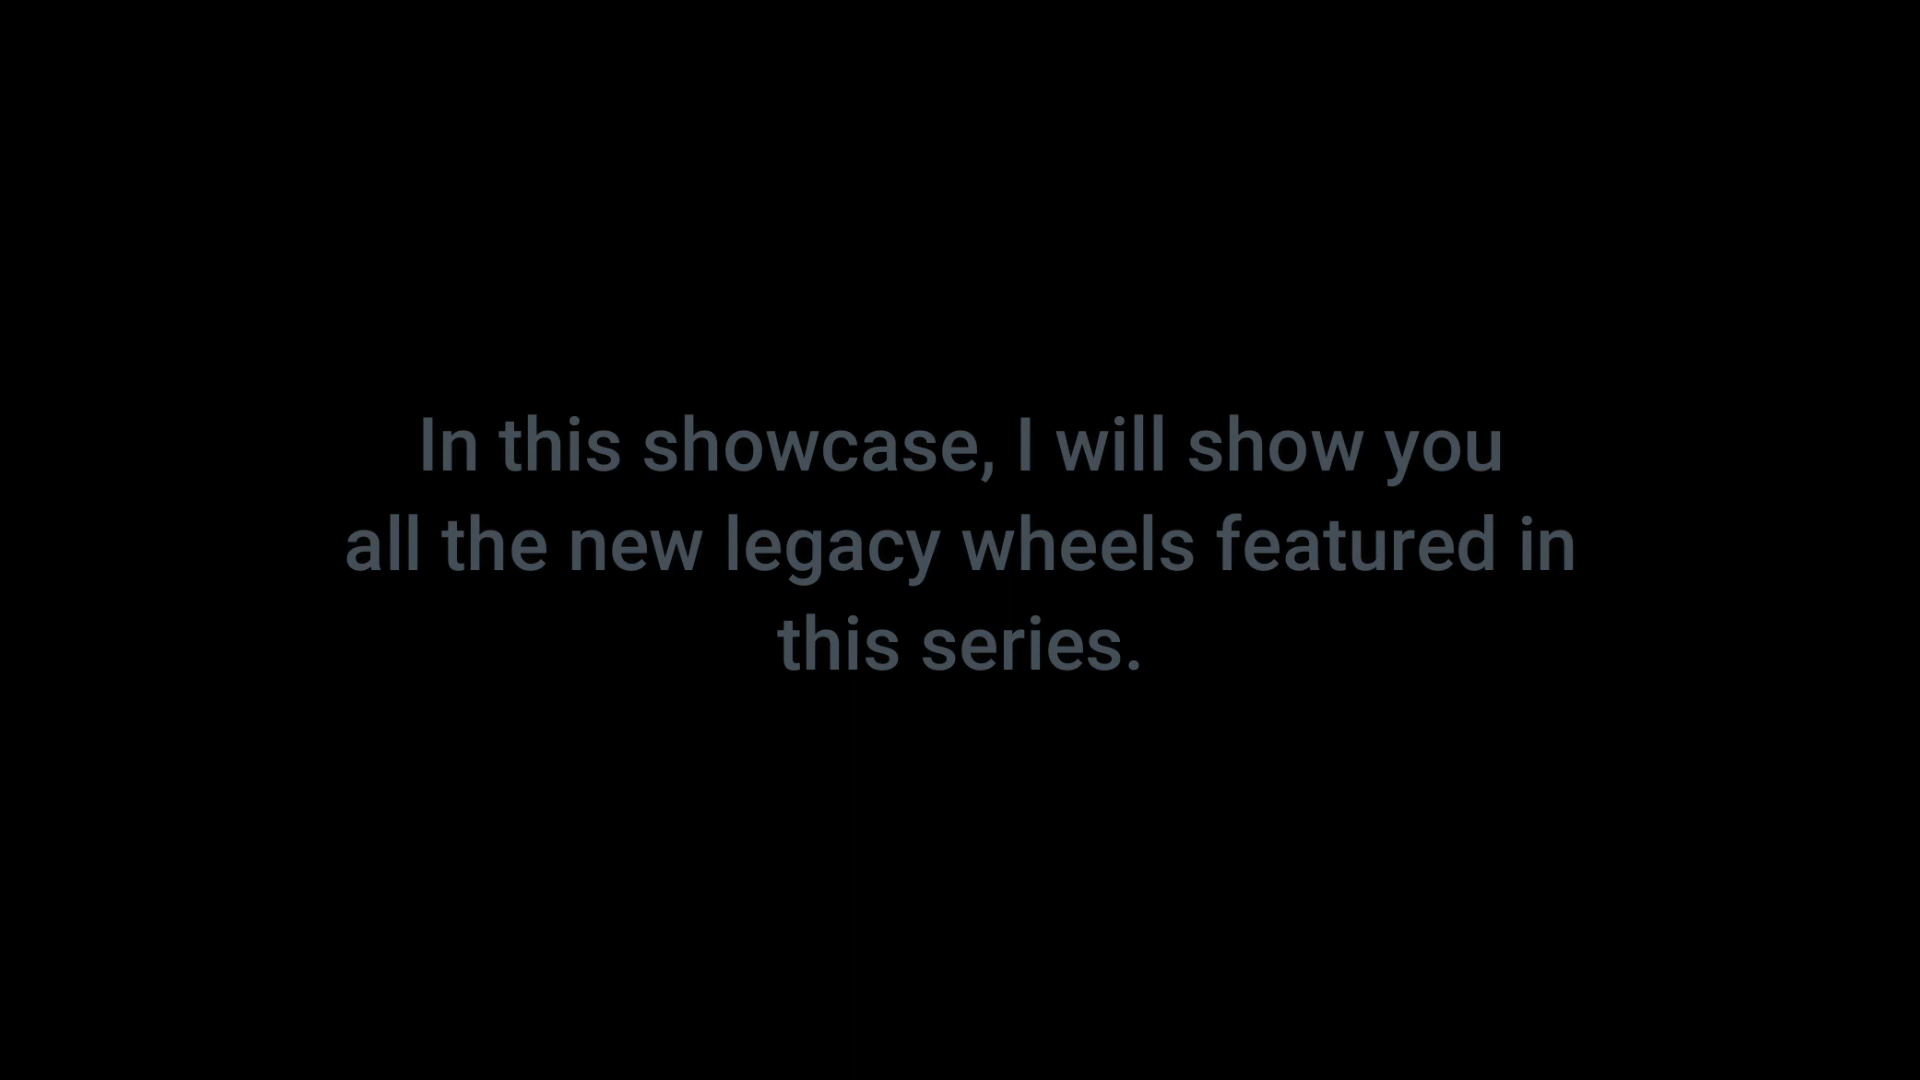 In this showcase, I will show you
all the new legacy wheels featured in
this series.